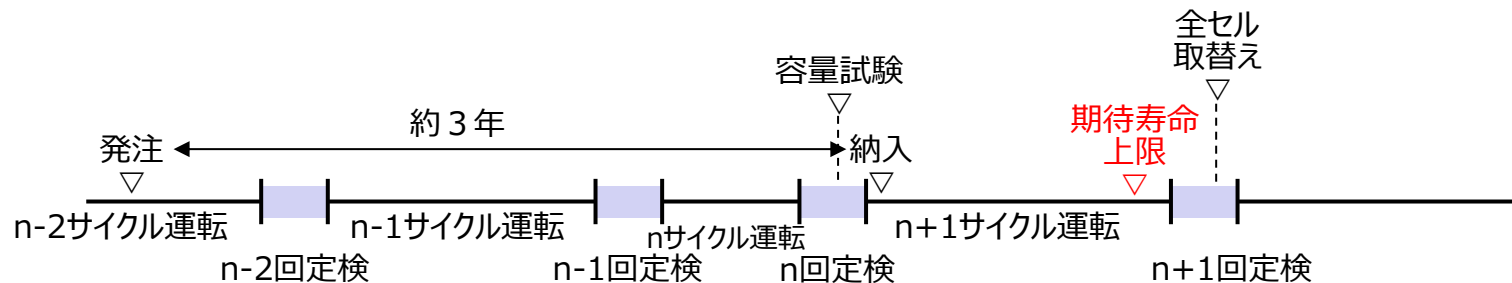 全セル
取替え
容量試験
▽
▽
期待寿命
上限
▽
約３年
発注
▽
納入
▽
n-2サイクル運転
n-1サイクル運転
nサイクル運転
n+1サイクル運転
n-2回定検
n-1回定検
n回定検
n+1回定検